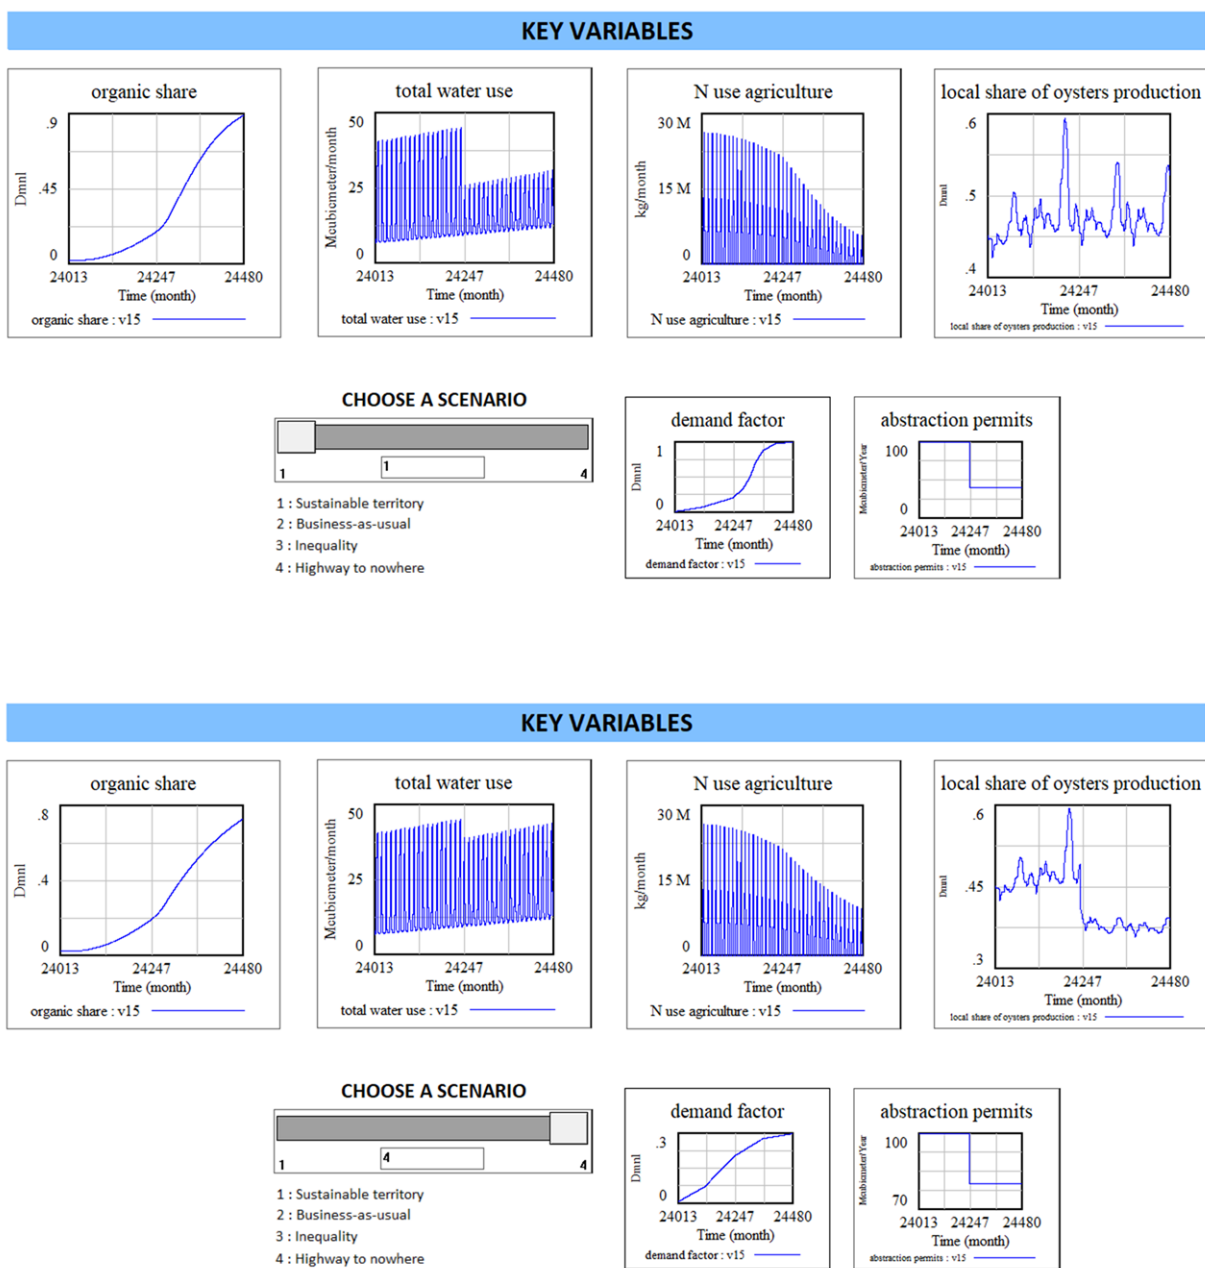 KEY VARIABLES
organic share
.9
.45
0
Dmnl
24013 24247 24480
Time (month)
organic share : v15
total water use
50
25
0
Mcubicmeter/month
24013 24247 24480
Time (month)
total water use : v15
N use agriculture
30 M
15 M
0
kg/month
24013 24247 24480
Time (month)
N use agriculture : v15
local share of oysters production
.6
.5
.4
Dmnl
24013 24247 24480
Time (month)
local share of oysters production : v15
CHOOSE A SCENARIO
1
1 4
1 : Sustainable territory
2 : Business-as-usual
3 : Inequality
4 : Highway to nowhere
demand factor
1
0
Dmnl
24013 24247 24480
Time (month)
demand factor : v15
abstraction permits
100
0
Mcubicmeter/Year
24013 24247 24480
Time (month)
abstraction permits : v15
KEY VARIABLES
organic share
.8
.4
0
Dmnl
24013 24247 24480
Time (month)
organic share : v15
total water use
50
25
0
Mcubicmeter/month
24013 24247 24480
Time (month)
total water use : v15
N use agriculture
30 M
15 M
0
kg/month
24013 24247 24480
Time (month)
N use agriculture : v15
local share of oysters production
.6
.45
.3
Dmnl
24013 24247 24480
Time (month)
local share of oysters production : v15
CHOOSE A SCENARIO
4
1 4
1 : Sustainable territory
2 : Business-as-usual
3 : Inequality
4 : Highway to nowhere
demand factor
.3
0
Dmnl
24013 24247 24480
Time (month)
demand factor : v15
abstraction permits
100
70
Mcubicmeter/Year
24013 24247 24480
Time (month)
abstraction permits : v15